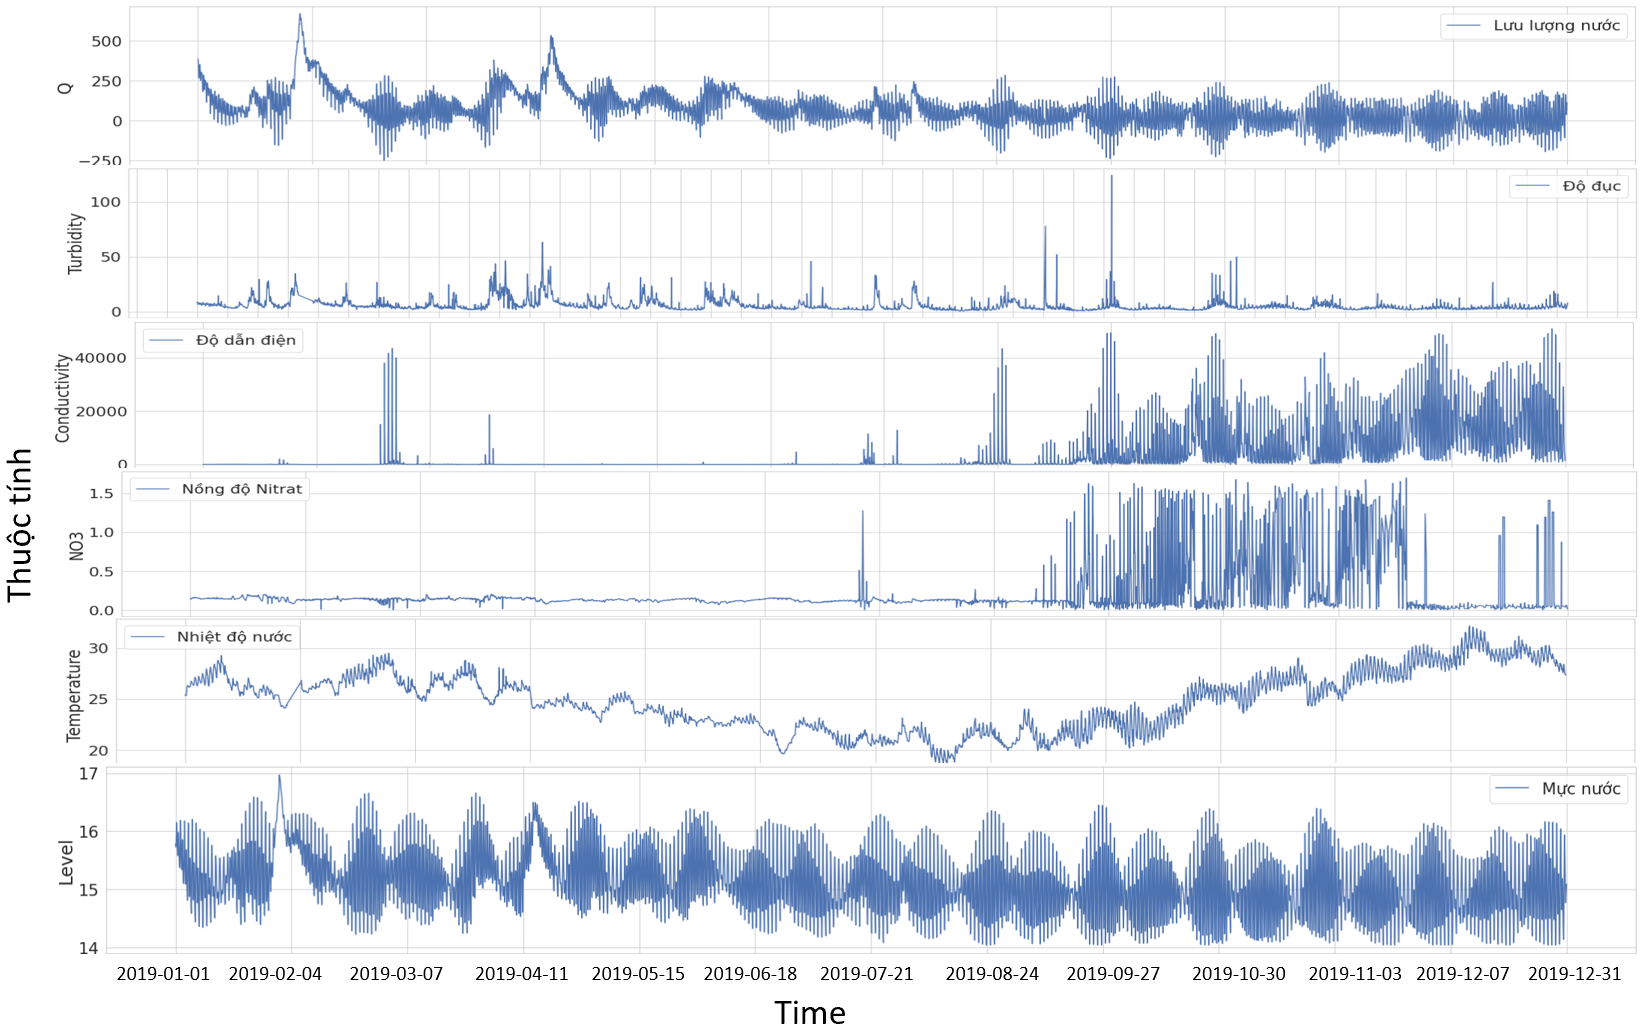 Lưu lượng nước
Q
500
250
0
−250
Độ đục
Turbidity
100
50
0
Độ dẫn điện
Conductivity
40000
20000
0
Nồng độ Nitrat
NO3
1.5
1.0
0.5
0.0
Nhiệt độ nước
Temperature
30
25
20
Mực nước
Level
17
16
15
14
Thuộc tính
2019-01-01 2019-02-04 2019-03-07 2019-04-11 2019-05-15 2019-06-18 2019-07-21 2019-08-24 2019-09-27 2019-10-30 2019-11-03 2019-12-07 2019-12-31
Time